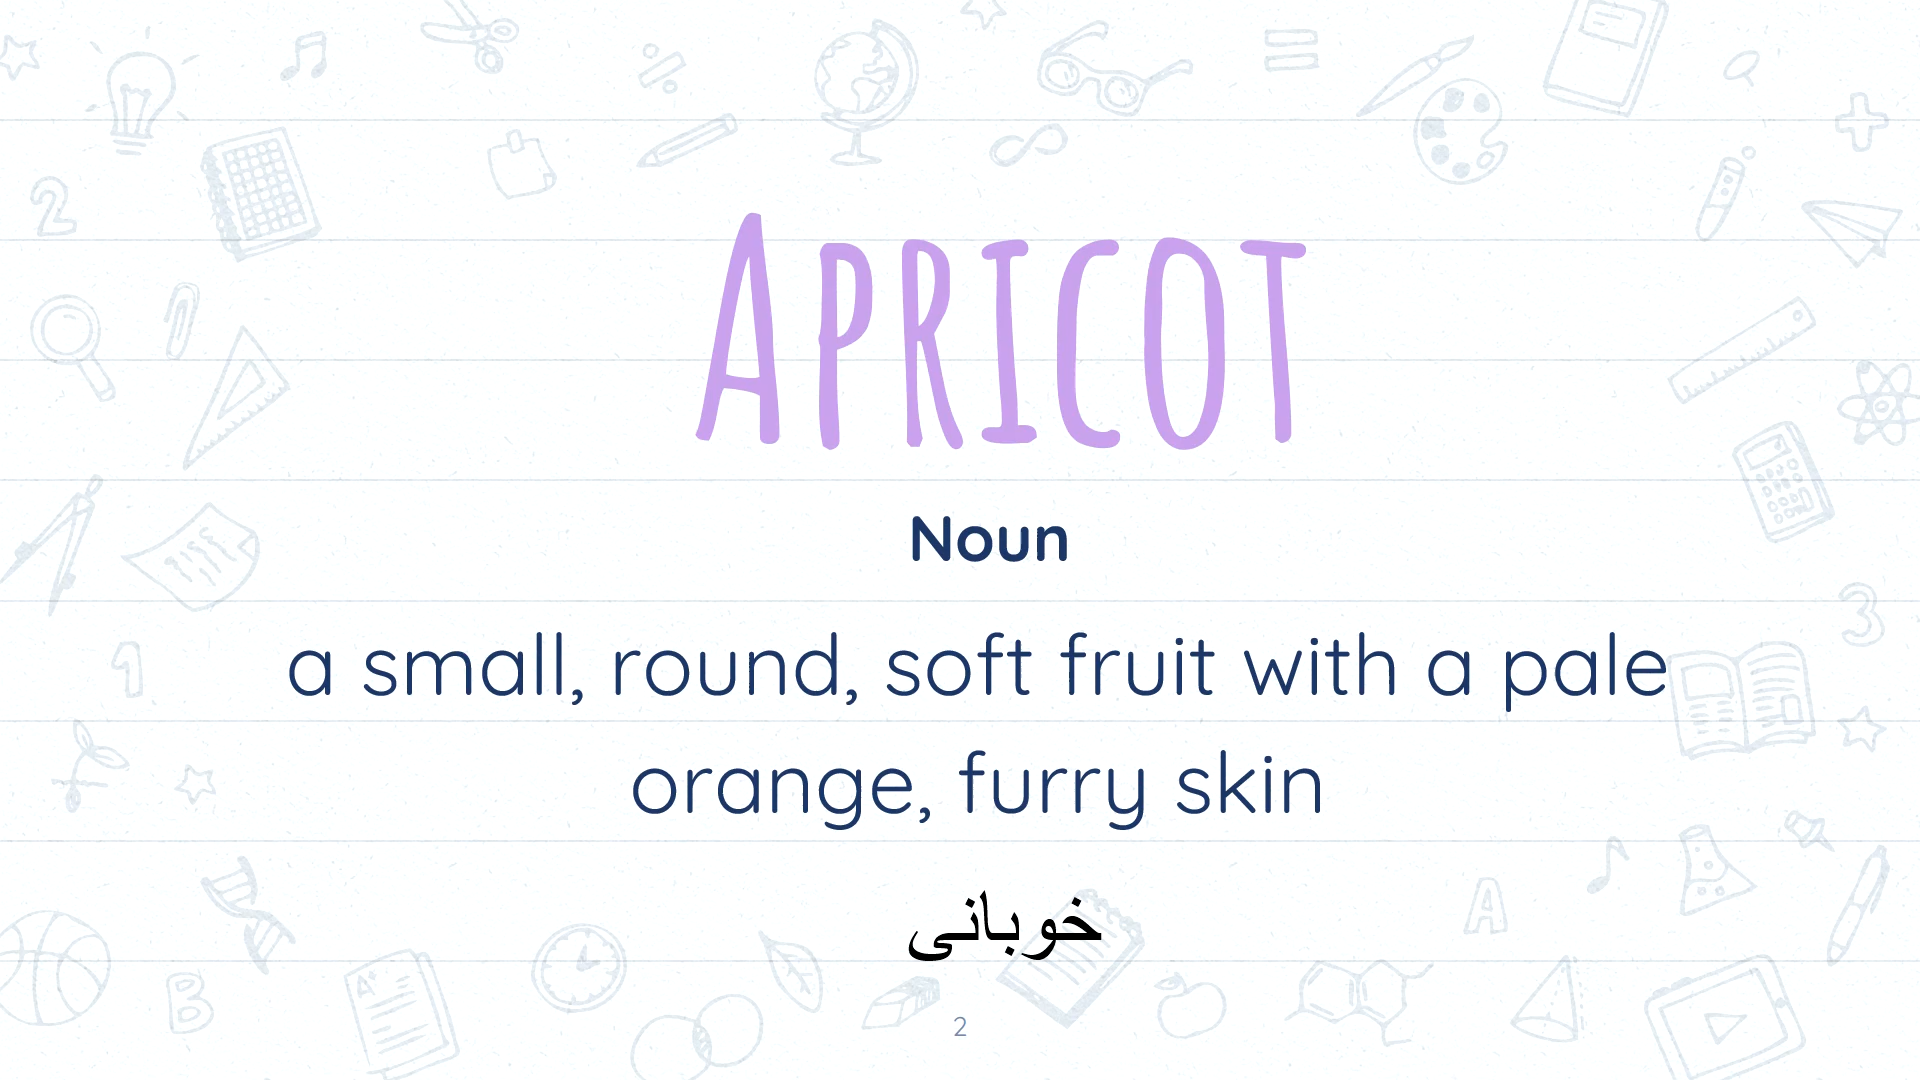 APRICOT
Noun
a small, round, soft fruit with a pale
orange, furry skin
خوبانی
2